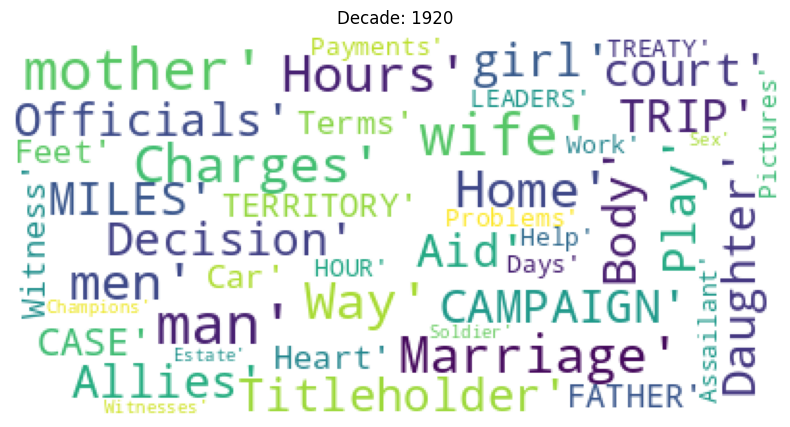 Decade: 1920
mother'
Hours'
Payments'
girl'
TREATY'
court'
Officials'
Terms'
LEADERS'
TRIP'
Pictures'
Feet'
Charges'
wife'
Work'
Sex'
Witness'
MILES'
TERRITORY'
Home'
Body'
Play'
Daughter'
Decision'
Problems'
Aid'
Help'
Days'
men'
Car'
HOUR'
Way'
CAMPAIGN'
Champions'
man'
Soldier'
Assailant'
CASE'
Estate'
Heart'
Marriage'
Allies'
Titleholder'
FATHER'
Witnesses'